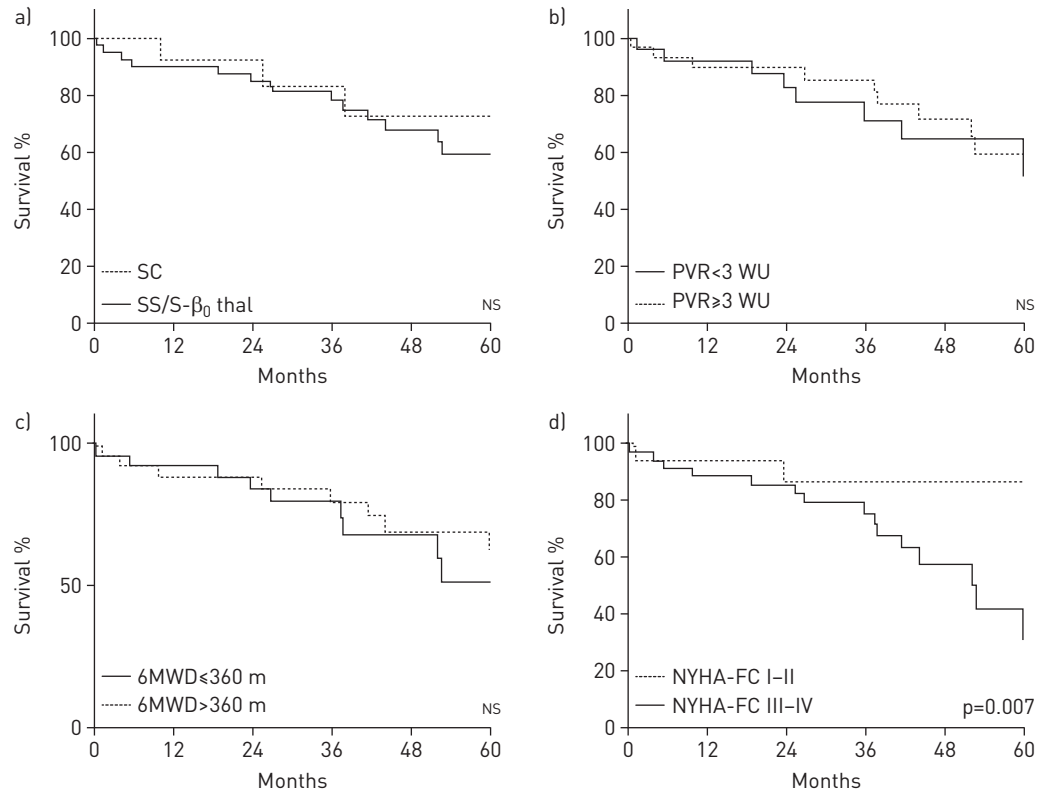 a)
100
80
60
40
20
0
Survival %
SC
SS/S-β0 thal
NS
0 12 24 36 48 60
Months
b)
100
80
60
40
20
0
Survival %
PVR<3 WU
PVR⩾3 WU
NS
0 12 24 36 48 60
Months
c)
100
50
0
Survival %
6MWD⩽360 m
6MWD>360 m
NS
0 12 24 36 48 60
Months
d)
100
80
60
40
20
0
Survival %
NYHA-FC I–II
NYHA-FC III–IV
p=0.007
0 12 24 36 48 60
Months